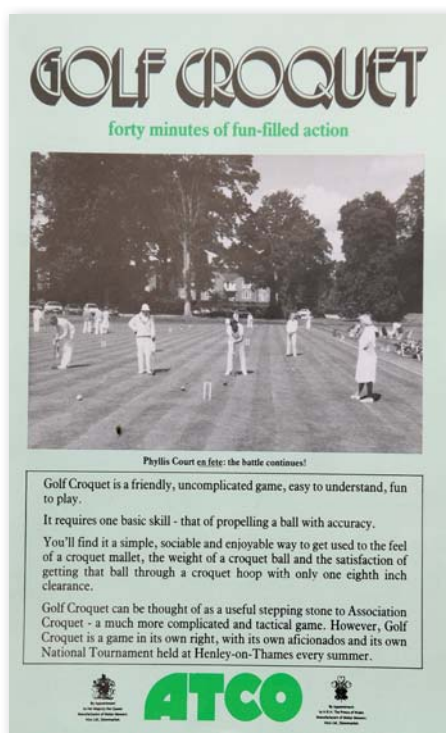 GOLF CROQUET
forty minutes of fun-filled action
Phyllis Court en fete: the battle continues!
Golf Croquet is a friendly, uncomplicated game, easy to understand, fun
to play.
It requires one basic skill - that of propelling a ball with accuracy.
You'll find it a simple, sociable and enjoyable way to get used to the feel
of a croquet mallet, the weight of a croquet ball and the satisfaction of
getting that ball through a croquet hoop with only one eighth inch
clearance.
Golf Croquet can be thought of as a useful stepping stone to Association
Croquet - a much more complicated and tactical game. However, Golf
Croquet is a game in its own right, with its own aficionados and its own
National Tournament held at Henley-on-Thames every summer.
ATCO
By Appointment
By Appointment